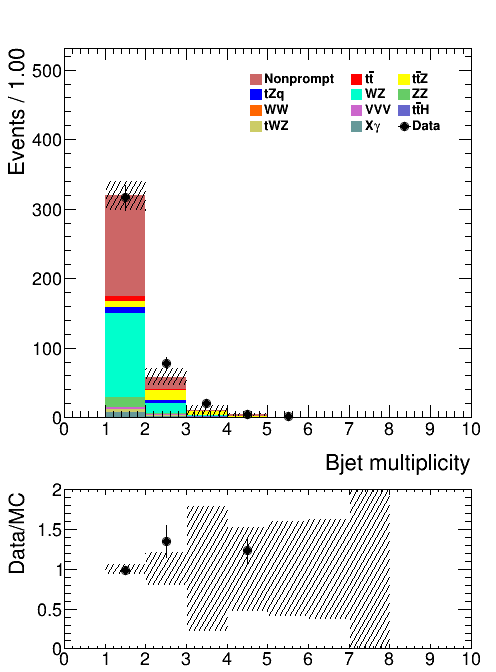 Events / 1.00
500
400
300
200
100
0
Nonprompt tt̄ tt̄Z
tZq WZ ZZ
WW VVV tt̄H
tWZ Xγ Data
0 1 2 3 4 5 6 7 8 9 10
Bjet multiplicity
Data/MC
2
1.5
1
0.5
0
0 1 2 3 4 5 6 7 8 9 10